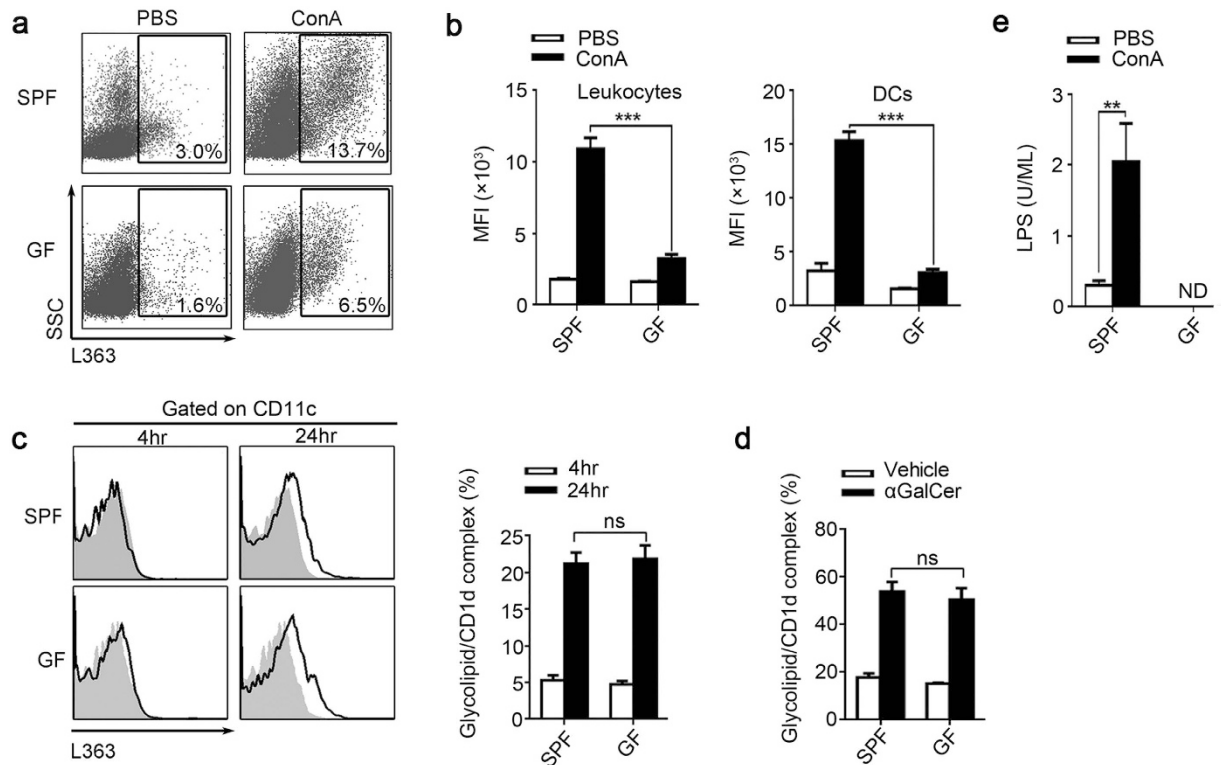 a
PBS
ConA
SPF
3.0%
13.7%
GF
1.6%
6.5%
SSC
L363
b
PBS
ConA
Leukocytes
***
MFI (×10³)
15
10
5
0
SPF
GF
DCs
***
MFI (×10³)
20
15
10
5
0
SPF
GF
e
PBS
ConA
**
LPS (U/ML)
3
2
1
0
ND
SPF
GF
c
Gated on CD11c
4hr
24hr
SPF
GF
L363
4hr
24hr
Glycolipid/CD1d complex (%)
ns
25
20
15
10
5
0
SPF
GF
d
Vehicle
αGalCer
Glycolipid/CD1d complex (%)
ns
80
60
40
20
0
SPF
GF